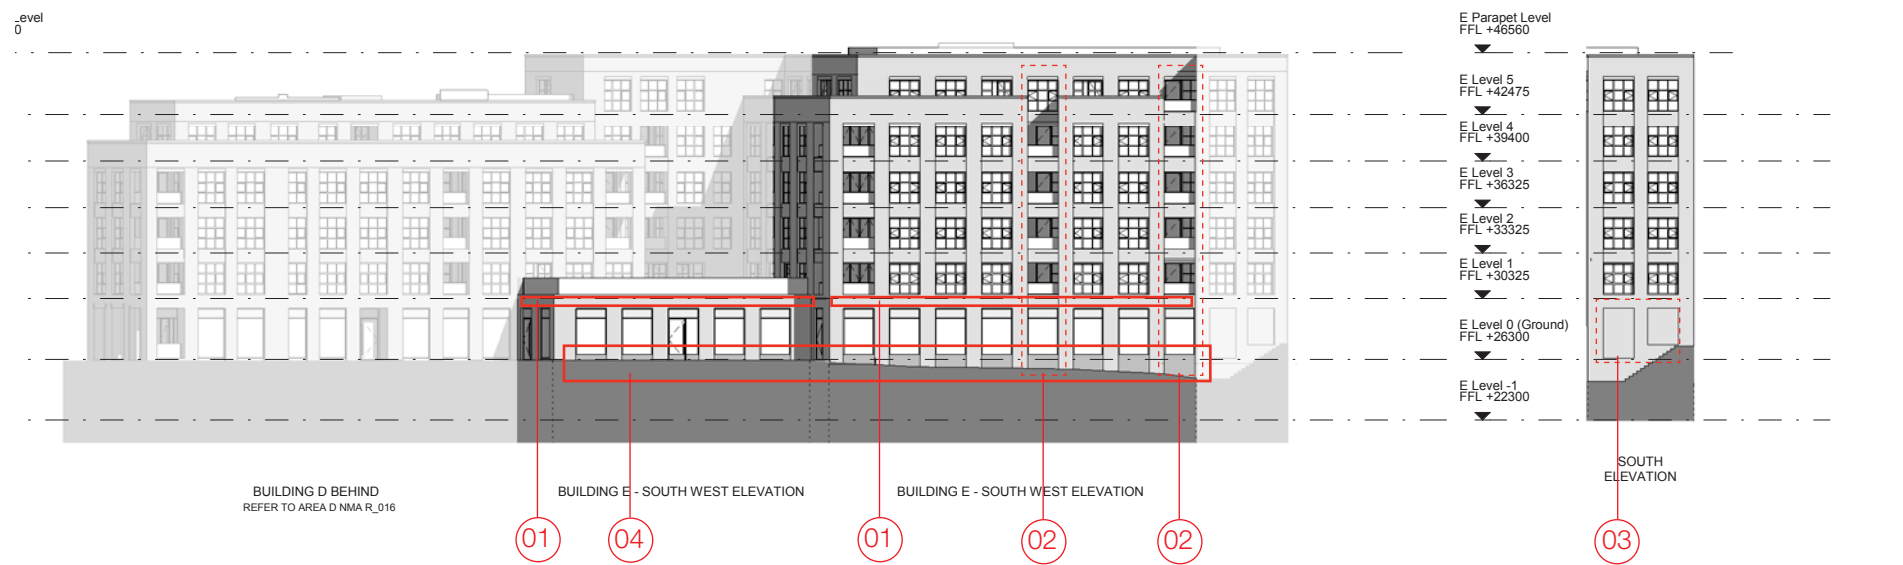 Level
0
E Parapet Level
FFL +46560
E Level 5
FFL +42475
E Level 4
FFL +39400
E Level 3
FFL +36325
E Level 2
FFL +33325
E Level 1
FFL +30325
E Level 0 (Ground)
FFL +26300
E Level -1
FFL +22300
BUILDING D BEHIND
REFER TO AREA D NMA R_016
BUILDING E - SOUTH WEST ELEVATION
BUILDING E - SOUTH WEST ELEVATION
SOUTH
ELEVATION
01
04
01
02
02
03